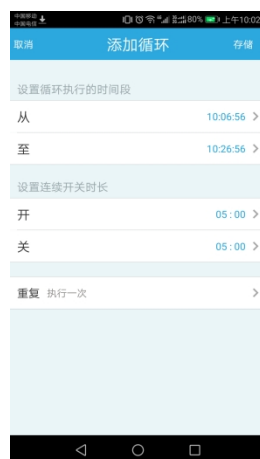 中国移动
中国电信
80% 上午10:02
取消 添加循环 存储
设置循环执行的时间段
从 10:06:56
至 10:26:56
设置连续开关时长
开 05 : 00
关 05 : 00
重复 执行一次